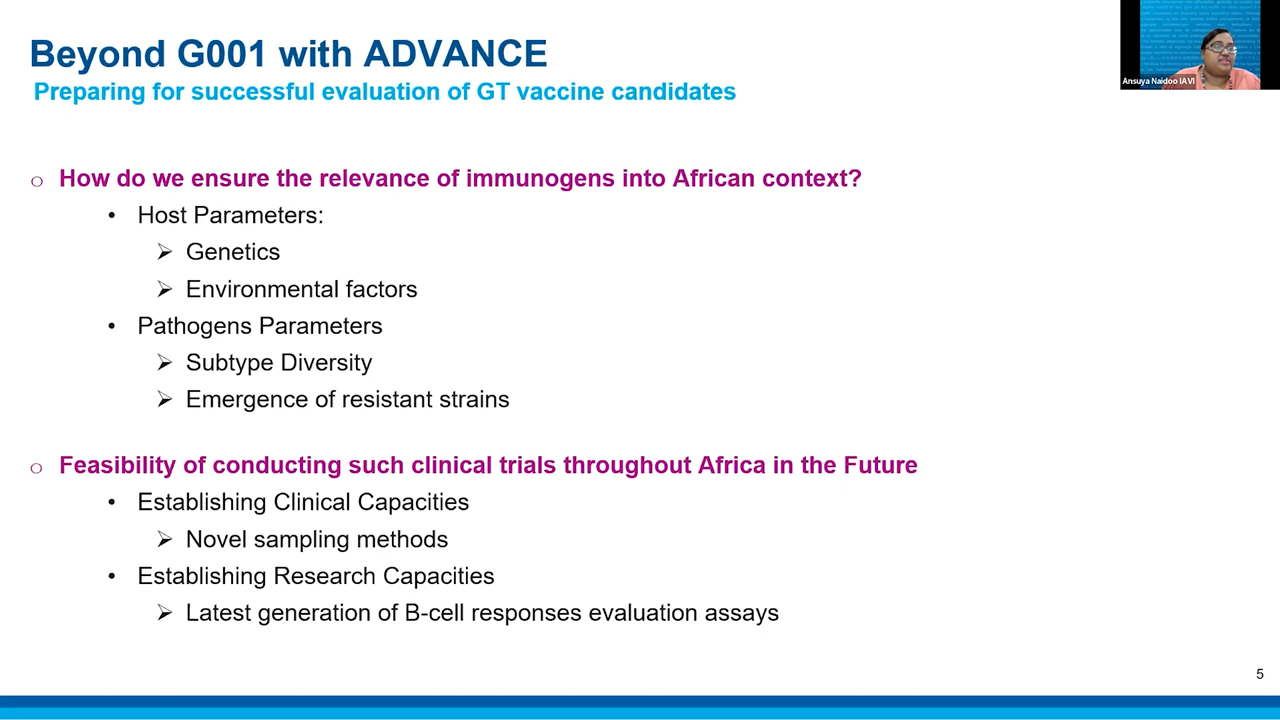 Beyond G001 with ADVANCE
Preparing for successful evaluation of GT vaccine candidates
Ansuya Naidoo IAVI
o How do we ensure the relevance of immunogens into African context?
• Host Parameters:
➢ Genetics
➢ Environmental factors
• Pathogens Parameters
➢ Subtype Diversity
➢ Emergence of resistant strains
o Feasibility of conducting such clinical trials throughout Africa in the Future
• Establishing Clinical Capacities
➢ Novel sampling methods
• Establishing Research Capacities
➢ Latest generation of B-cell responses evaluation assays
5